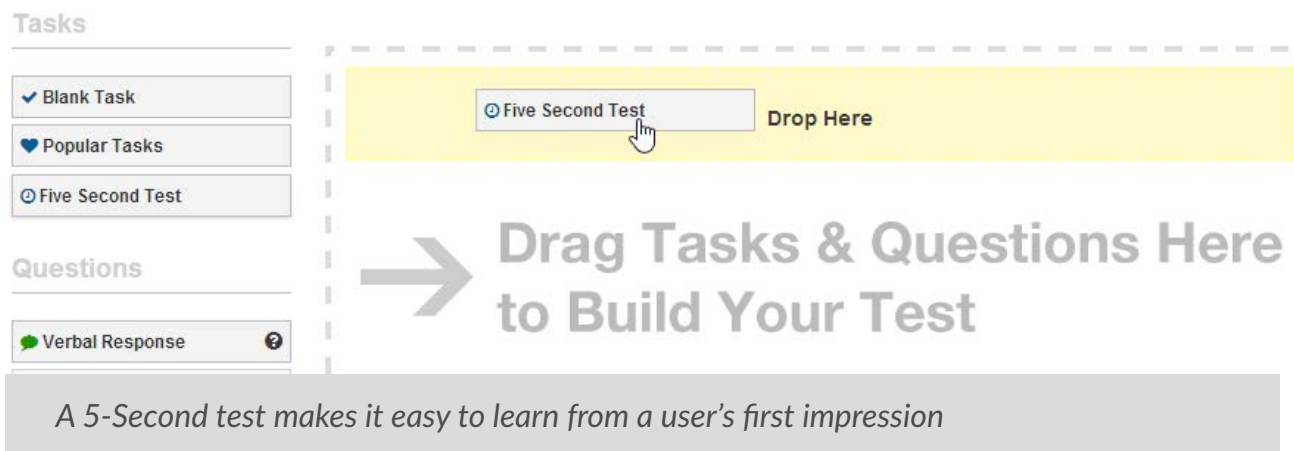 Tasks
Blank Task
Popular Tasks
Five Second Test
Questions
Verbal Response
Five Second Test
Drop Here
Drag Tasks & Questions Here
to Build Your Test
A 5-Second test makes it easy to learn from a user’s first impression